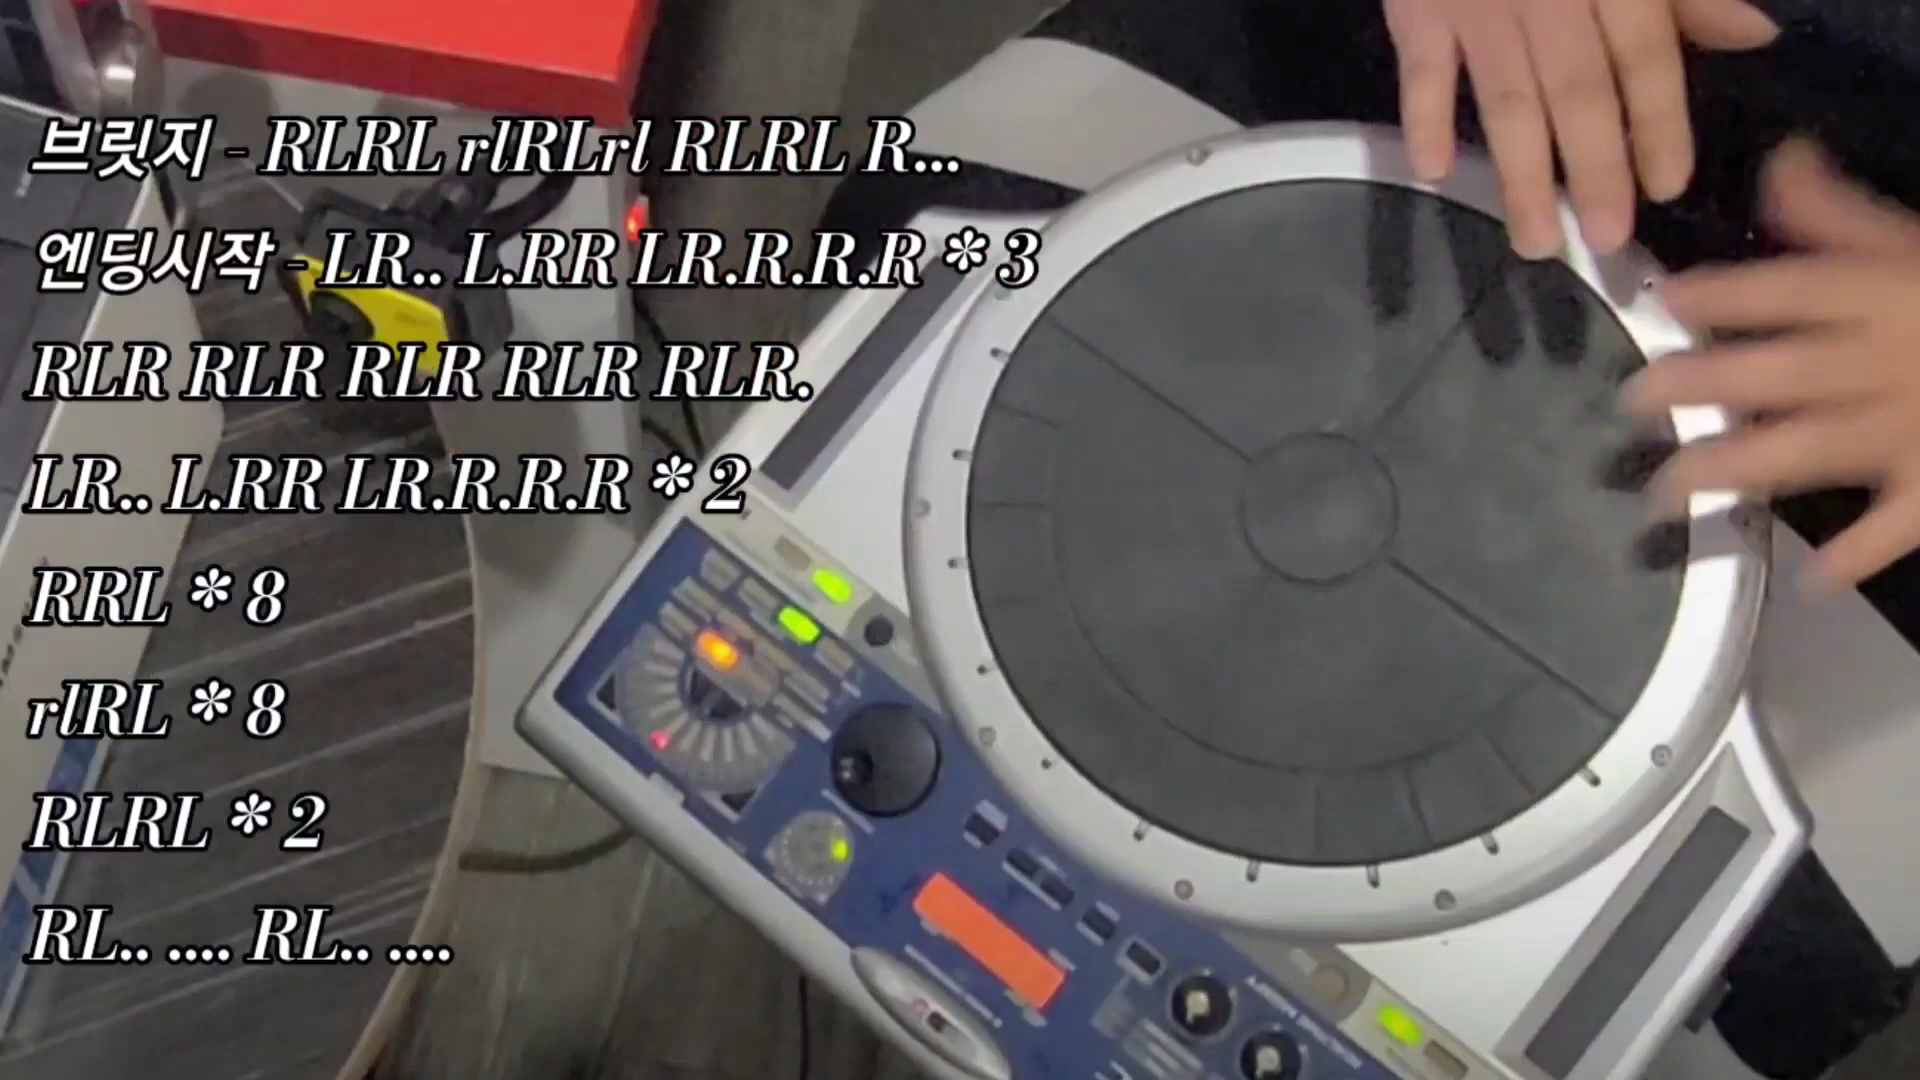 브릿지 - RLRL rlRLrl RLRL R...
엔딩시작 - LR.. L.RR LR.R.R.R * 3
RLR RLR RLR RLR RLR.
LR.. L.RR LR.R.R.R * 2
RRL * 8
rlRL * 8
RLRL * 2
RL.. .... RL.. ....